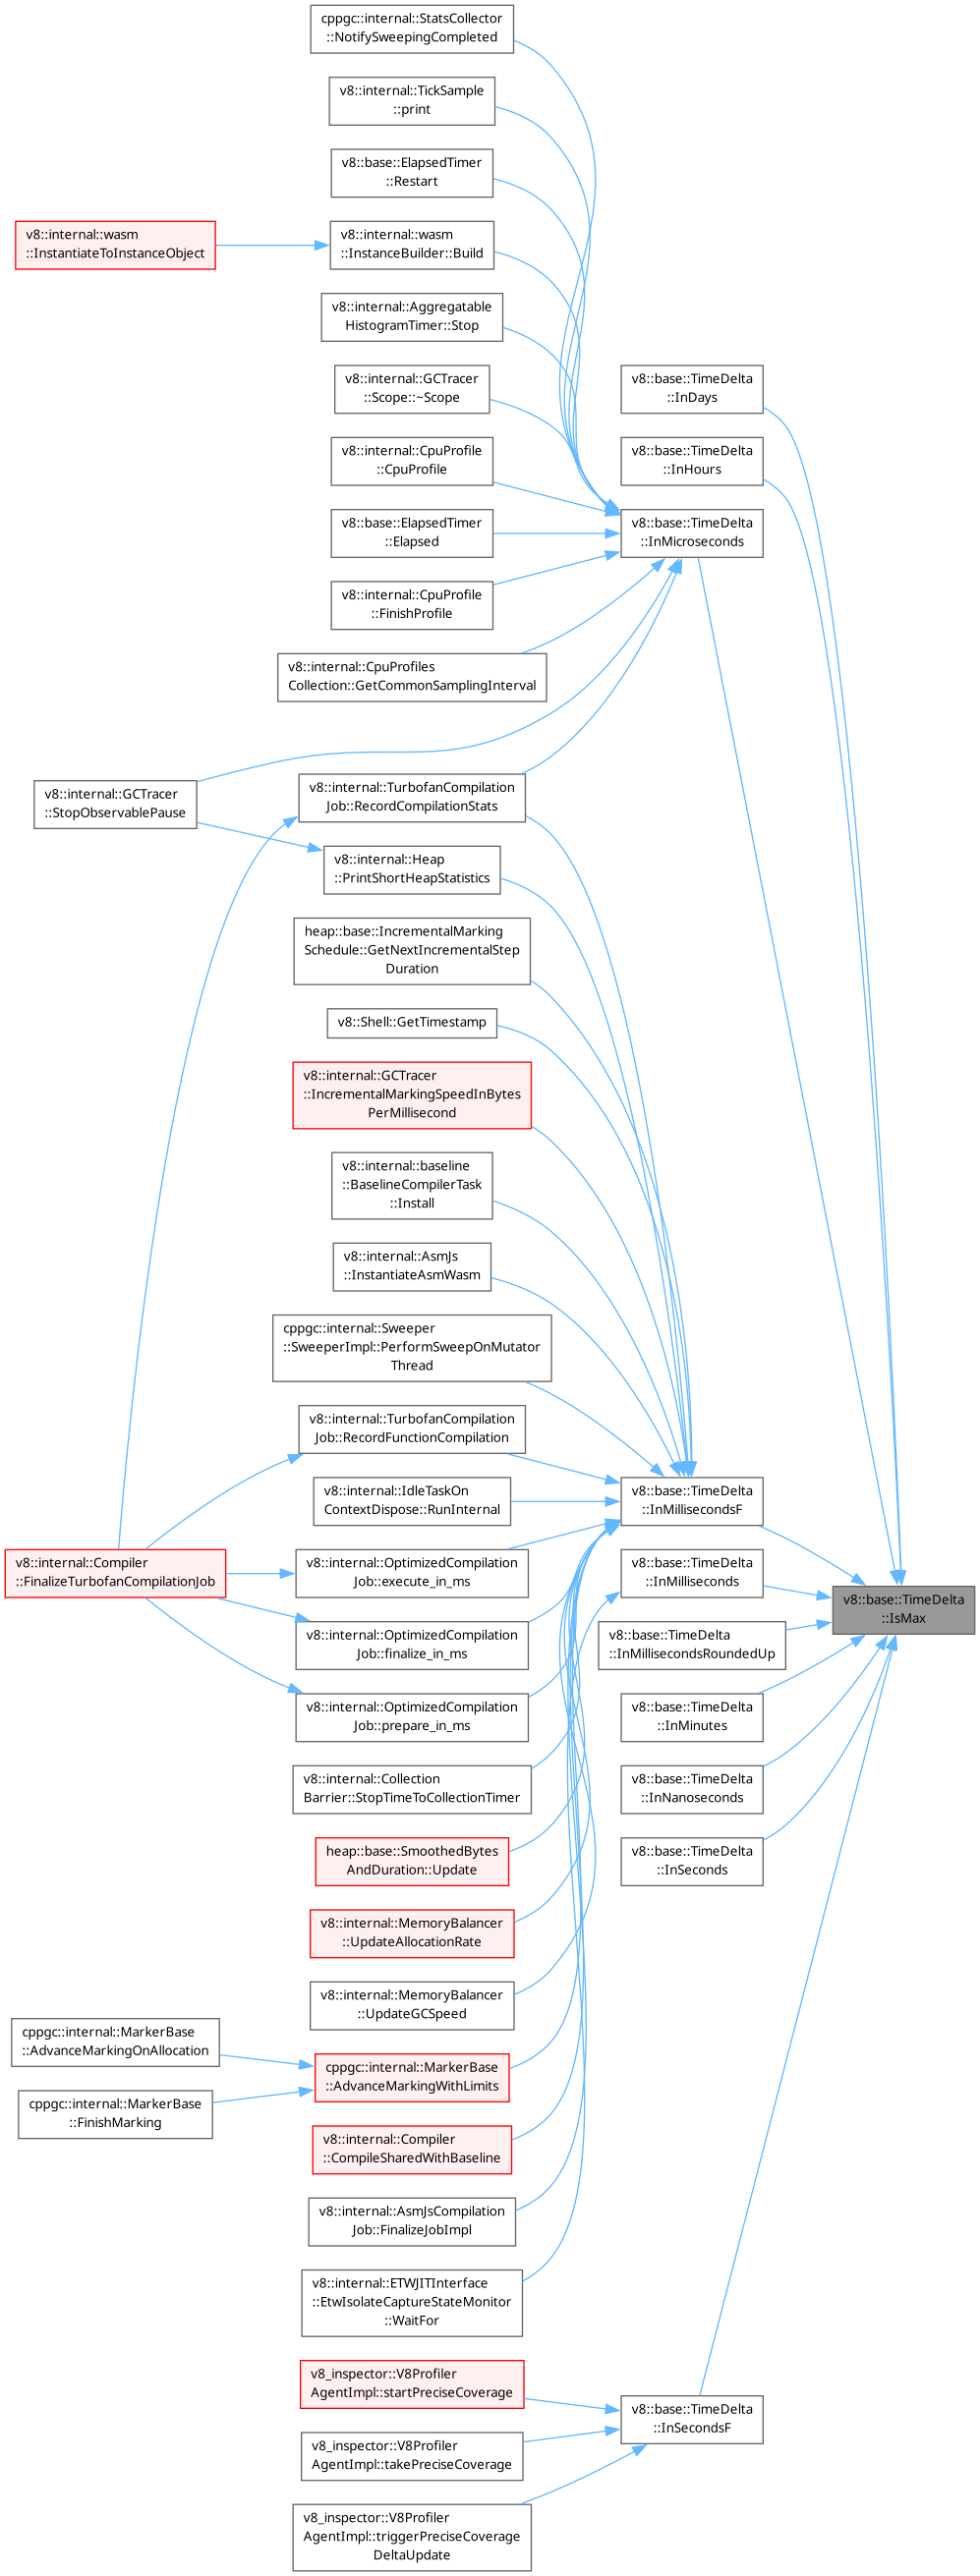 cppgc::internal::StatsCollector
::NotifySweepingCompleted
v8::internal::TickSample
::print
v8::base::ElapsedTimer
::Restart
v8::internal::wasm
::InstantiateToInstanceObject
v8::internal::wasm
::InstanceBuilder::Build
v8::internal::Aggregatable
HistogramTimer::Stop
v8::internal::GCTracer
::Scope::~Scope
v8::base::TimeDelta
::InDays
v8::internal::CpuProfile
::CpuProfile
v8::base::TimeDelta
::InHours
v8::base::ElapsedTimer
::Elapsed
v8::base::TimeDelta
::InMicroseconds
v8::internal::CpuProfile
::FinishProfile
v8::internal::CpuProfiles
Collection::GetCommonSamplingInterval
v8::internal::GCTracer
::StopObservablePause
v8::internal::TurbofanCompilation
Job::RecordCompilationStats
v8::internal::Heap
::PrintShortHeapStatistics
heap::base::IncrementalMarking
Schedule::GetNextIncrementalStep
Duration
v8::Shell::GetTimestamp
v8::internal::GCTracer
::IncrementalMarkingSpeedInBytes
PerMillisecond
v8::internal::baseline
::BaselineCompilerTask
::Install
v8::internal::AsmJs
::InstantiateAsmWasm
cppgc::internal::Sweeper
::SweeperImpl::PerformSweepOnMutator
Thread
v8::internal::TurbofanCompilation
Job::RecordFunctionCompilation
v8::internal::IdleTaskOn
ContextDispose::RunInternal
v8::base::TimeDelta
::InMillisecondsF
v8::internal::Compiler
::FinalizeTurbofanCompilationJob
v8::internal::OptimizedCompilation
Job::execute_in_ms
v8::base::TimeDelta
::InMilliseconds
v8::base::TimeDelta
::IsMax
v8::internal::OptimizedCompilation
Job::finalize_in_ms
v8::base::TimeDelta
::InMillisecondsRoundedUp
v8::internal::OptimizedCompilation
Job::prepare_in_ms
v8::base::TimeDelta
::InMinutes
v8::internal::Collection
Barrier::StopTimeToCollectionTimer
v8::base::TimeDelta
::InNanoseconds
heap::base::SmoothedBytes
AndDuration::Update
v8::base::TimeDelta
::InSeconds
v8::internal::MemoryBalancer
::UpdateAllocationRate
v8::internal::MemoryBalancer
::UpdateGCSpeed
cppgc::internal::MarkerBase
::AdvanceMarkingOnAllocation
cppgc::internal::MarkerBase
::AdvanceMarkingWithLimits
cppgc::internal::MarkerBase
::FinishMarking
v8::internal::Compiler
::CompileSharedWithBaseline
v8::internal::AsmJsCompilation
Job::FinalizeJobImpl
v8::internal::ETWJITInterface
::EtwIsolateCaptureStateMonitor
::WaitFor
v8_inspector::V8Profiler
AgentImpl::startPreciseCoverage
v8::base::TimeDelta
::InSecondsF
v8_inspector::V8Profiler
AgentImpl::takePreciseCoverage
v8_inspector::V8Profiler
AgentImpl::triggerPreciseCoverage
DeltaUpdate